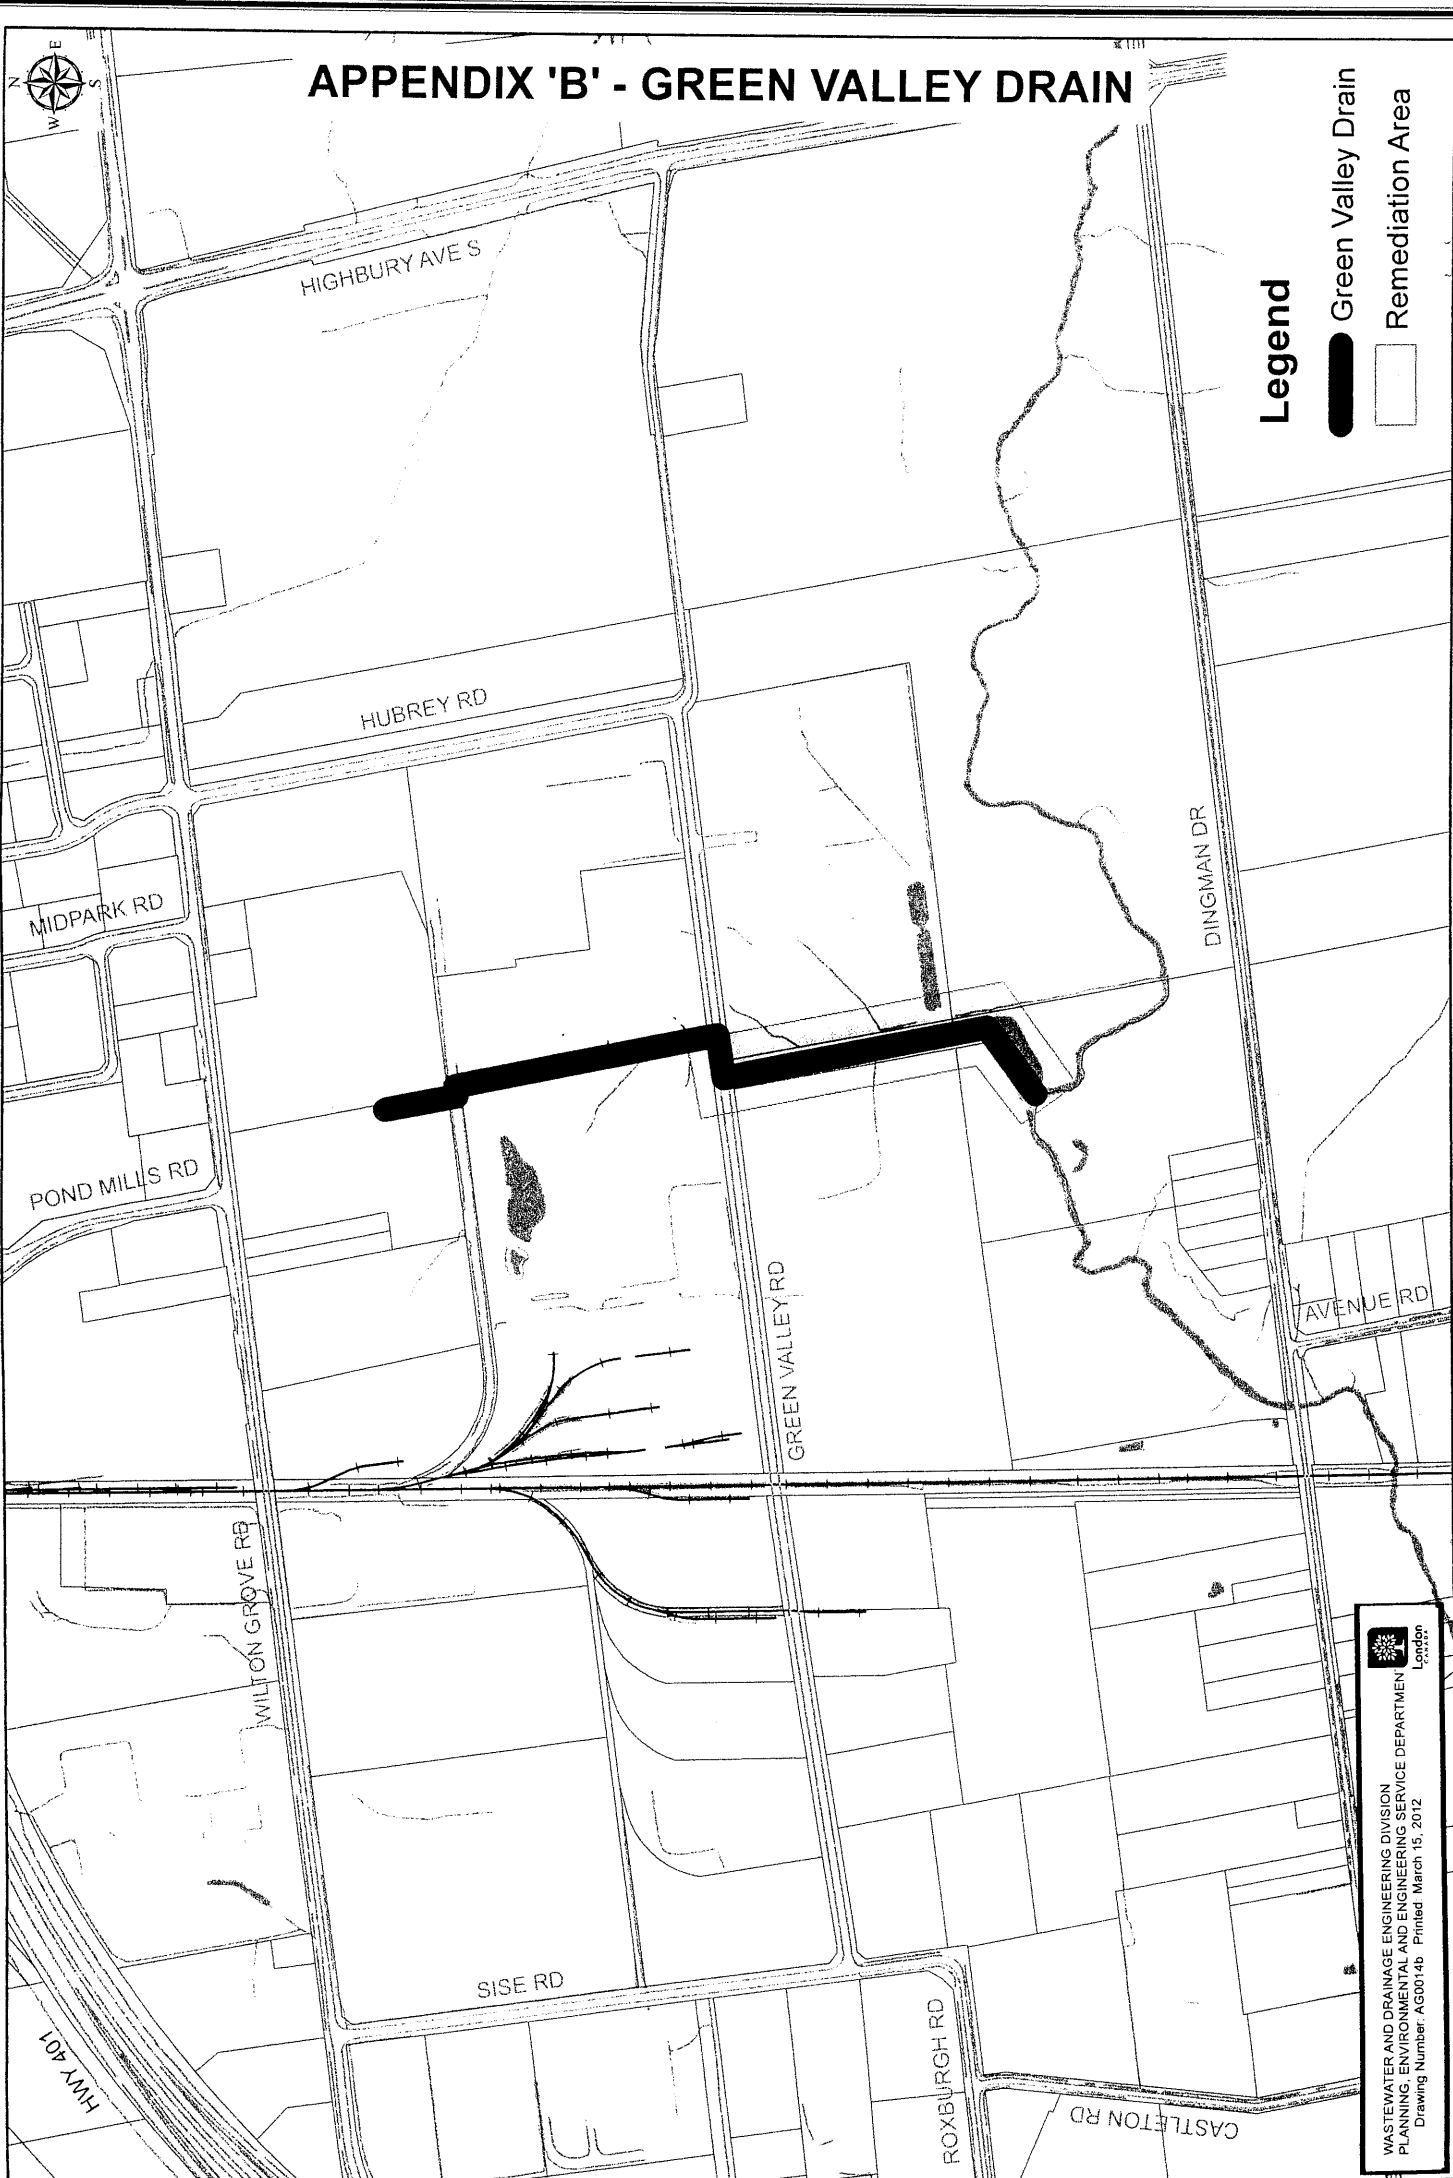 APPENDIX 'B' - GREEN VALLEY DRAIN
N
E
W
S
HIGHBURY AVE S
Legend
Green Valley Drain
Remediation Area
HUBREY RD
MIDPARK RD
DINGMAN DR
POND MILLS RD
GREEN VALLEY RD
AVENUE RD
WILTON GROVE RD
SISE RD
HWY 401
ROXBURGH RD
CASTLETON RD
WASTEWATER AND DRAINAGE ENGINEERING DIVISION
PLANNING, ENVIRONMENTAL AND ENGINEERING SERVICE DEPARTMEN
Drawing Number: AG0014b Printed: March 15, 2012
London
CANADA